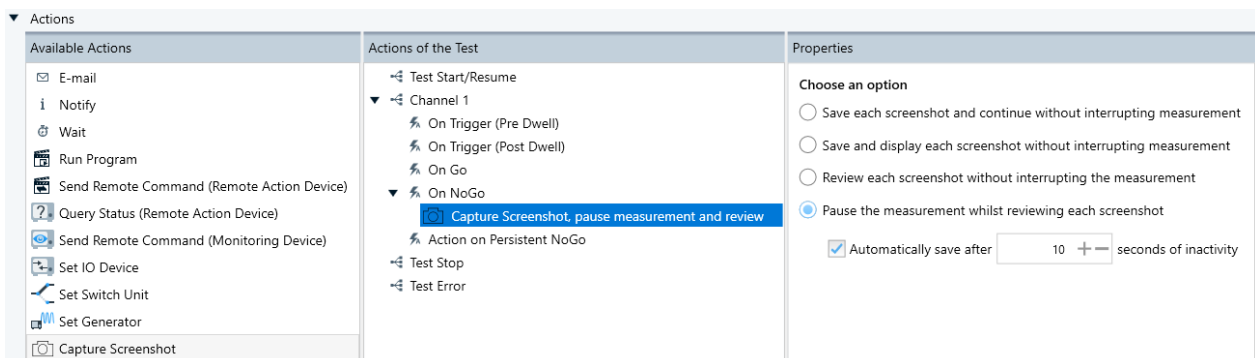 Actions
Available Actions
E-mail
Notify
Wait
Run Program
Send Remote Command (Remote Action Device)
Query Status (Remote Action Device)
Send Remote Command (Monitoring Device)
Set IO Device
Set Switch Unit
Set Generator
Capture Screenshot
Actions of the Test
Test Start/Resume
Channel 1
On Trigger (Pre Dwell)
On Trigger (Post Dwell)
On Go
On NoGo
Capture Screenshot, pause measurement and review
Action on Persistent NoGo
Test Stop
Test Error
Properties
Choose an option
Save each screenshot and continue without interrupting measurement
Save and display each screenshot without interrupting measurement
Review each screenshot without interrupting the measurement
Pause the measurement whilst reviewing each screenshot
Automatically save after 10 seconds of inactivity